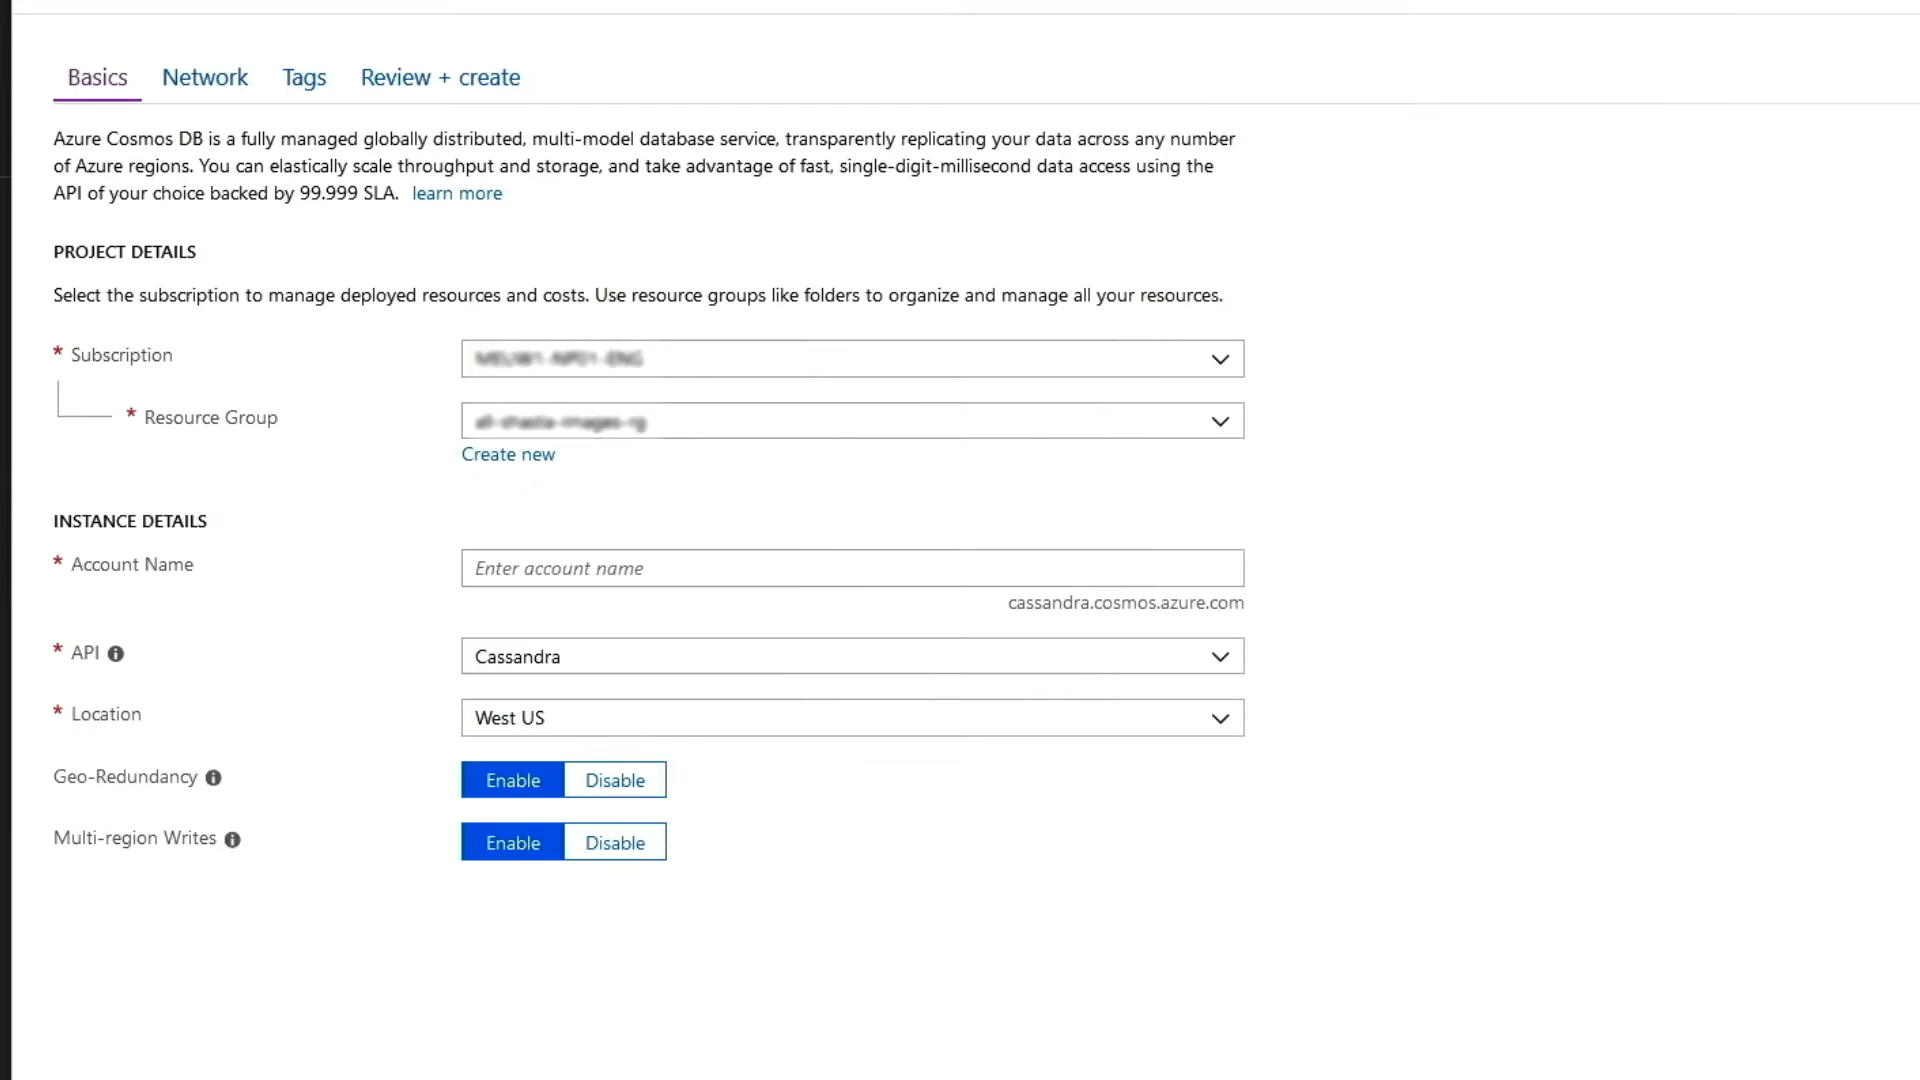 Basics Network Tags Review + create
Azure Cosmos DB is a fully managed globally distributed, multi-model database service, transparently replicating your data across any number
of Azure regions. You can elastically scale throughput and storage, and take advantage of fast, single-digit-millisecond data access using the
API of your choice backed by 99.999 SLA. learn more
PROJECT DETAILS
Select the subscription to manage deployed resources and costs. Use resource groups like folders to organize and manage all your resources.
* Subscription
* Resource Group
Create new
INSTANCE DETAILS
* Account Name Enter account name
cassandra.cosmos.azure.com
* API Cassandra
* Location West US
Geo-Redundancy Enable Disable
Multi-region Writes Enable Disable